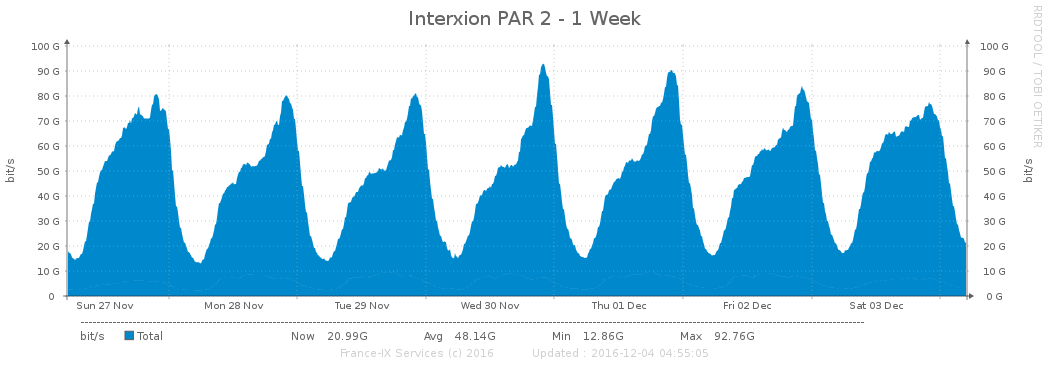 Interxion PAR 2 - 1 Week
RRDTOOL / TOBI OETIKER
bit/s
100 G 100 G
90 G 90 G
80 G 80 G
70 G 70 G
60 G 60 G
50 G 50 G
40 G 40 G
30 G 30 G
20 G 20 G
10 G 10 G
0 0 G
bit/s
Sun 27 Nov Mon 28 Nov Tue 29 Nov Wed 30 Nov Thu 01 Dec Fri 02 Dec Sat 03 Dec
bit/s Total Now 20.99G Avg 48.14G Min 12.86G Max 92.76G
France-IX Services (c) 2016 Updated : 2016-12-04 04:55:05